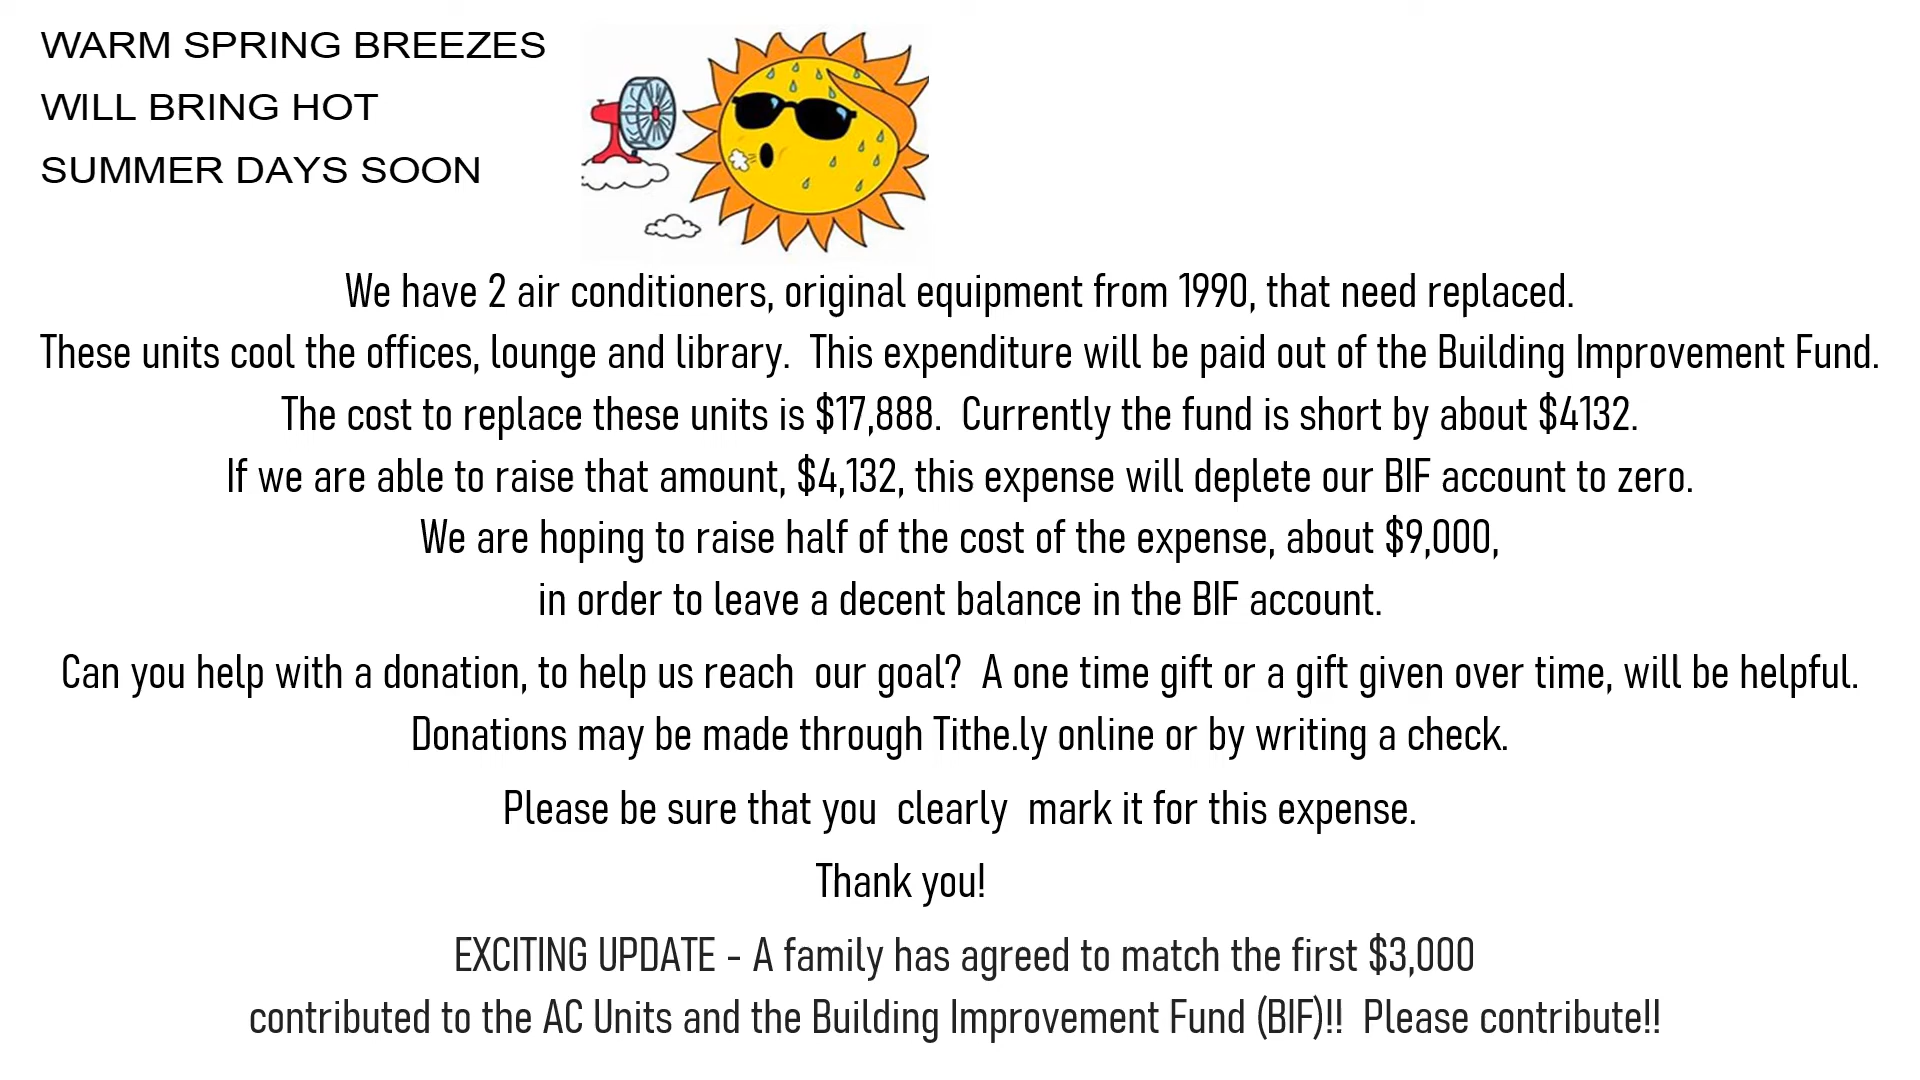 WARM SPRING BREEZES
WILL BRING HOT
SUMMER DAYS SOON
We have 2 air conditioners, original equipment from 1990, that need replaced.
These units cool the offices, lounge and library.  This expenditure will be paid out of the Building Improvement Fund.
The cost to replace these units is $17,888.  Currently the fund is short by about $4132.
If we are able to raise that amount, $4,132, this expense will deplete our BIF account to zero.
We are hoping to raise half of the cost of the expense, about $9,000,
in order to leave a decent balance in the BIF account.
Can you help with a donation, to help us reach  our goal?  A one time gift or a gift given over time, will be helpful.
Donations may be made through Tithe.ly online or by writing a check.
Please be sure that you  clearly  mark it for this expense.
Thank you!
EXCITING UPDATE - A family has agreed to match the first $3,000
contributed to the AC Units and the Building Improvement Fund (BIF)!!  Please contribute!!